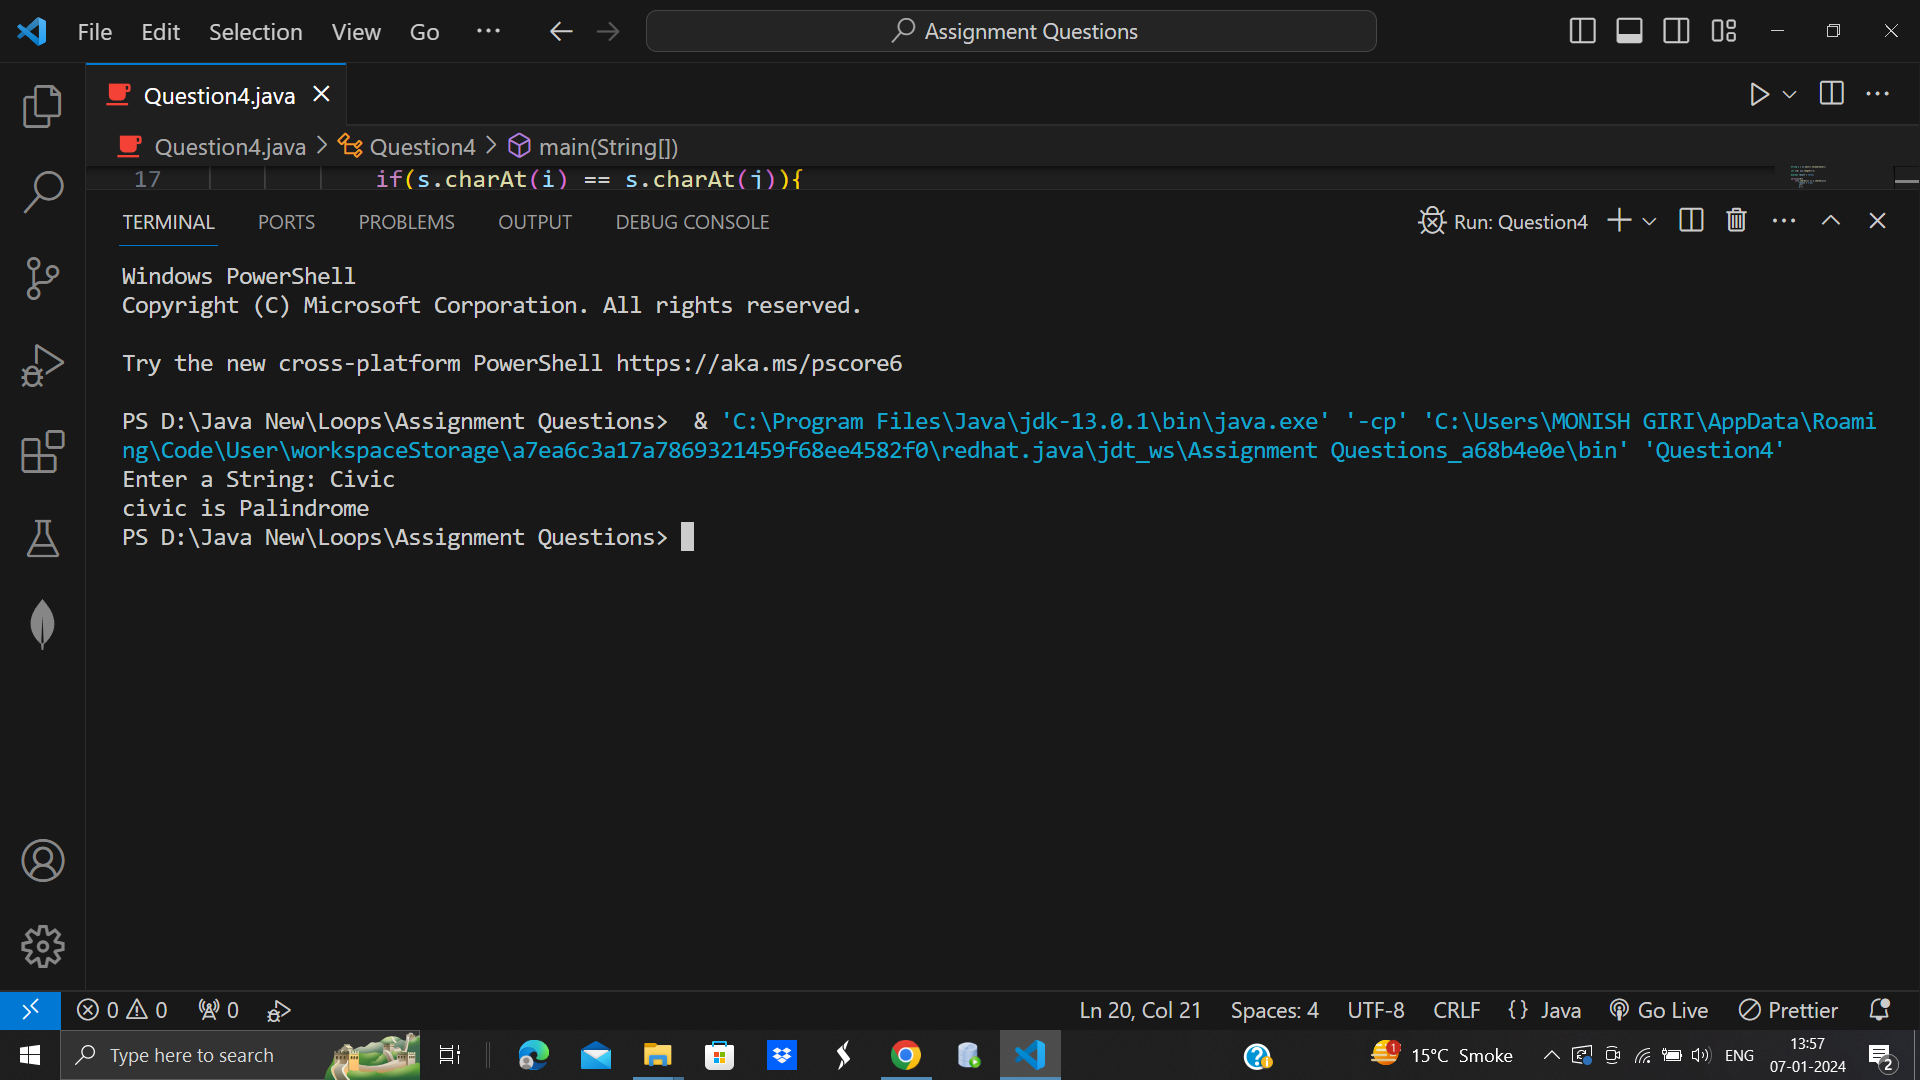 File Edit Selection View Go ··· Assignment Questions
Question4.java
Question4.java > Question4 > main(String[])
17 if(s.charAt(i) == s.charAt(j)){
TERMINAL PORTS PROBLEMS OUTPUT DEBUG CONSOLE Run: Question4
Windows PowerShell
Copyright (C) Microsoft Corporation. All rights reserved.
Try the new cross-platform PowerShell https://aka.ms/pscore6
PS D:\Java New\Loops\Assignment Questions>  & 'C:\Program Files\Java\jdk-13.0.1\bin\java.exe' '-cp' 'C:\Users\MONISH GIRI\AppData\Roami
ng\Code\User\workspaceStorage\a7ea6c3a17a7869321459f68ee4582f0\redhat.java\jdt_ws\Assignment Questions_a68b4e0e\bin' 'Question4'
Enter a String: Civic
civic is Palindrome
PS D:\Java New\Loops\Assignment Questions>
0 0 0 Ln 20, Col 21 Spaces: 4 UTF-8 CRLF {} Java Go Live Prettier
Type here to search 1 15°C Smoke ENG 13:57
07-01-2024 2